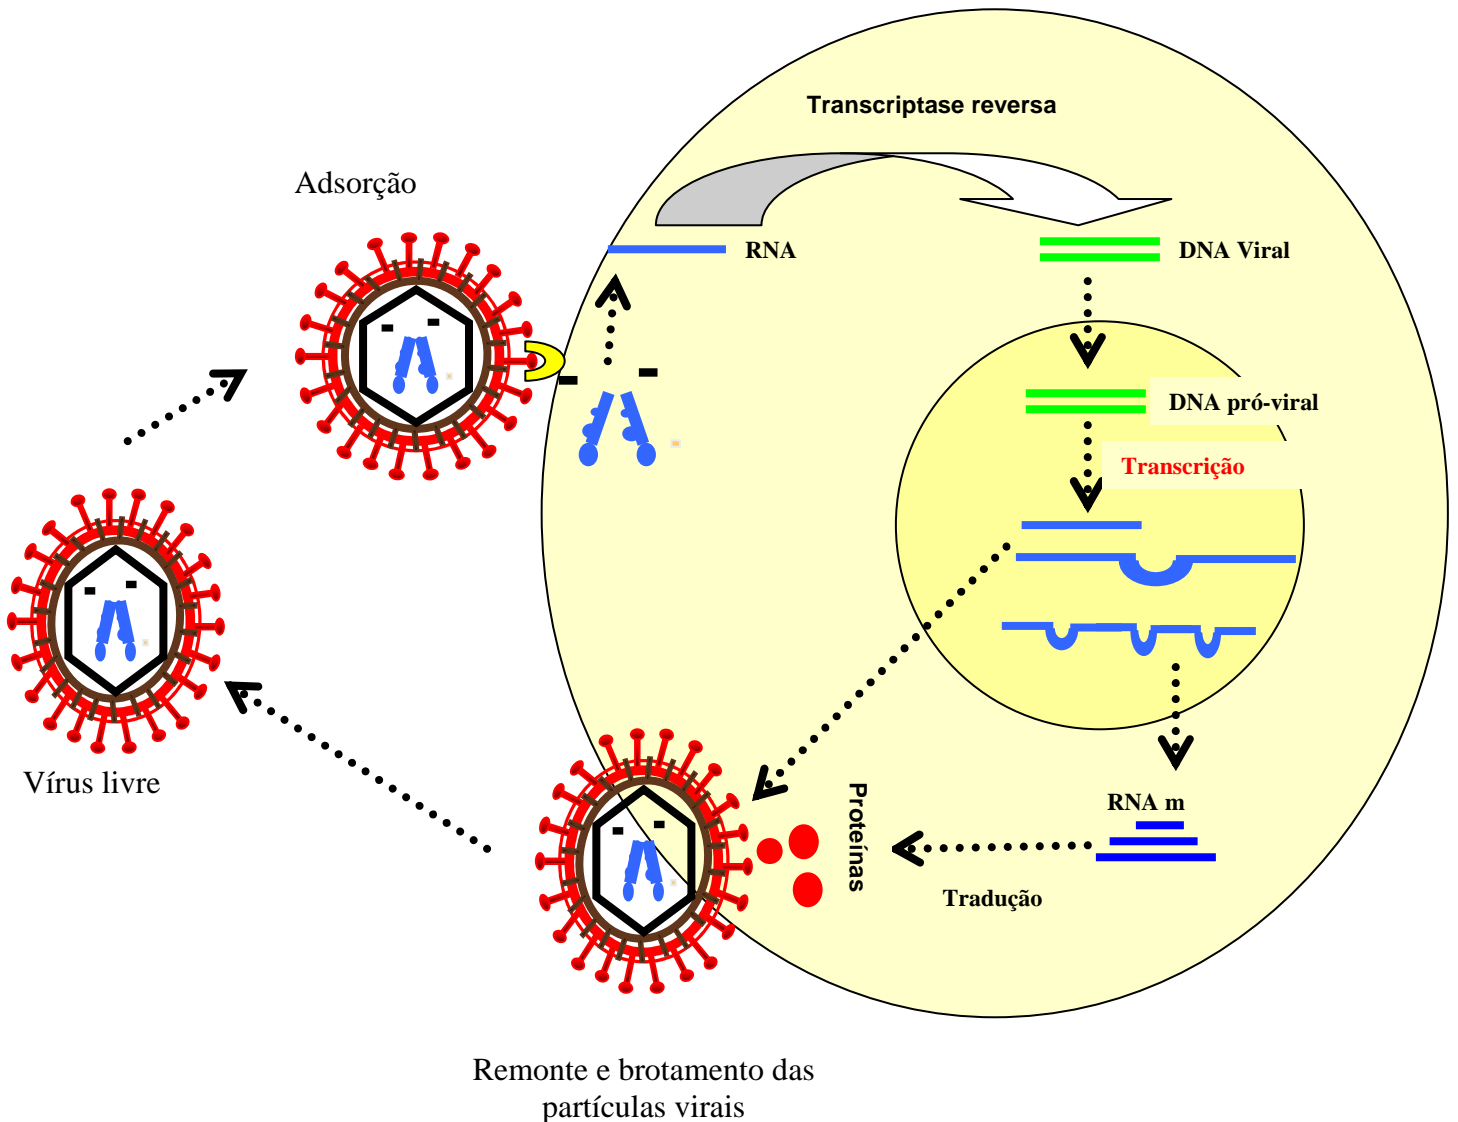 Transcriptase reversa
Adsorção
RNA
DNA Viral
DNA pró-viral
Transcrição
Vírus livre
RNA m
Proteínas
Tradução
Remonte e brotamento das
partículas virais